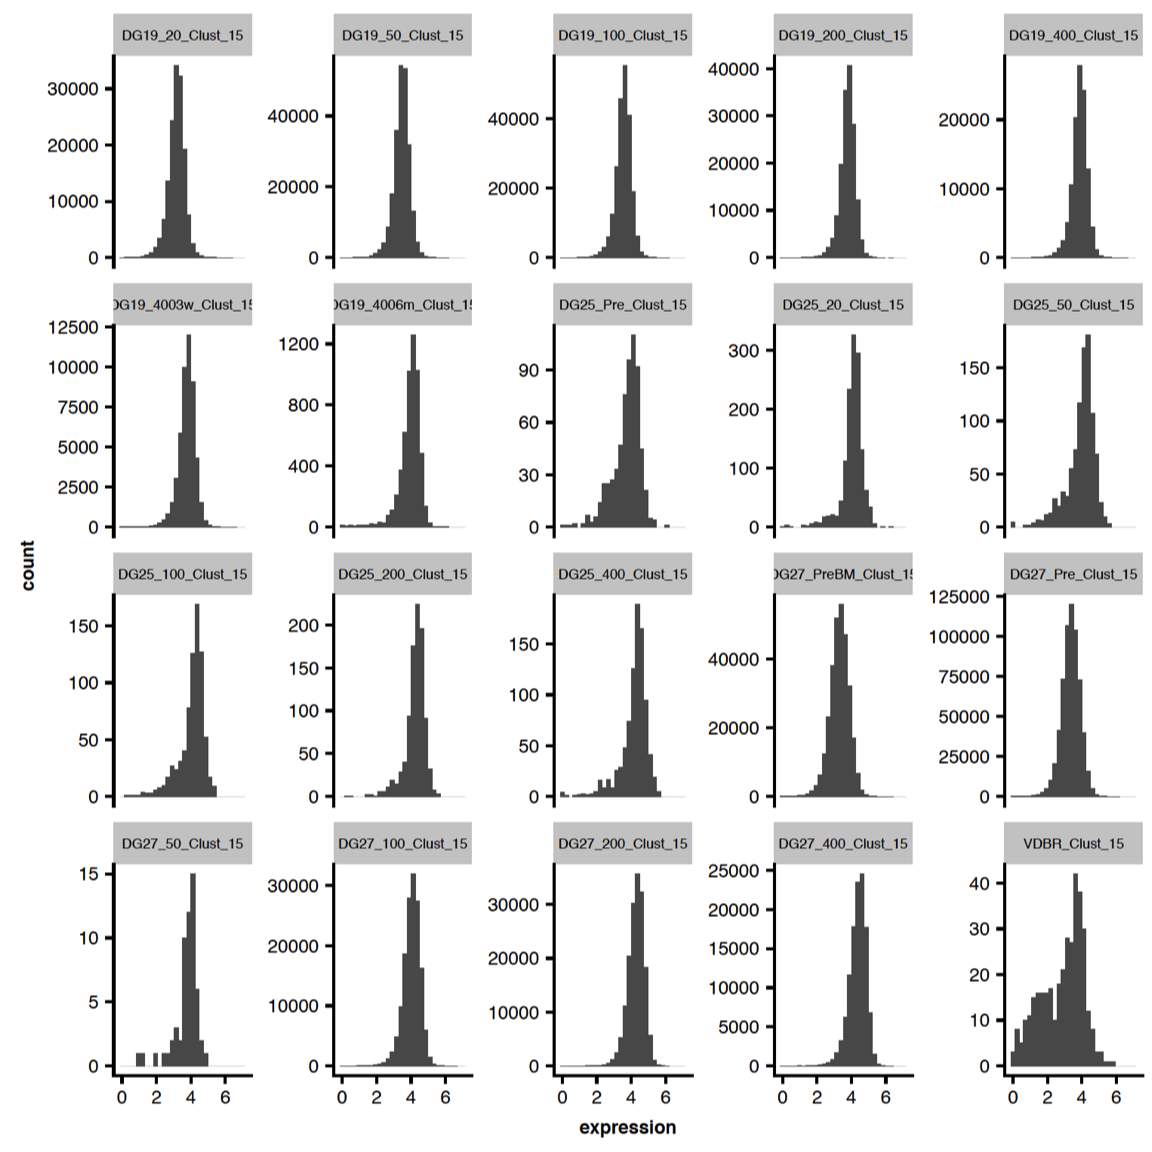 DG19_20_Clust_15 DG19_50_Clust_15 DG19_100_Clust_15 DG19_200_Clust_15 DG19_400_Clust_15
30000 20000 10000 0
40000 20000 0
40000 20000 0
40000 30000 20000 10000 0
20000 10000 0
DG19_4003w_Clust_15 DG19_4006m_Clust_15 DG25_Pre_Clust_15 DG25_20_Clust_15 DG25_50_Clust_15
12500 10000 7500 5000 2500 0
1200 800 400 0
90 60 30 0
300 200 100 0
150 100 50 0
count
DG25_100_Clust_15 DG25_200_Clust_15 DG25_400_Clust_15 DG27_PreBM_Clust_15 DG27_Pre_Clust_15
150 100 50 0
200 150 100 50 0
150 100 50 0
40000 20000 0
125000 100000 75000 50000 25000 0
DG27_50_Clust_15 DG27_100_Clust_15 DG27_200_Clust_15 DG27_400_Clust_15 VDBR_Clust_15
15 10 5 0
30000 20000 10000 0
30000 20000 10000 0
25000 20000 15000 10000 5000 0
40 30 20 10 0
0 2 4 6 0 2 4 6 0 2 4 6 0 2 4 6 0 2 4 6
expression